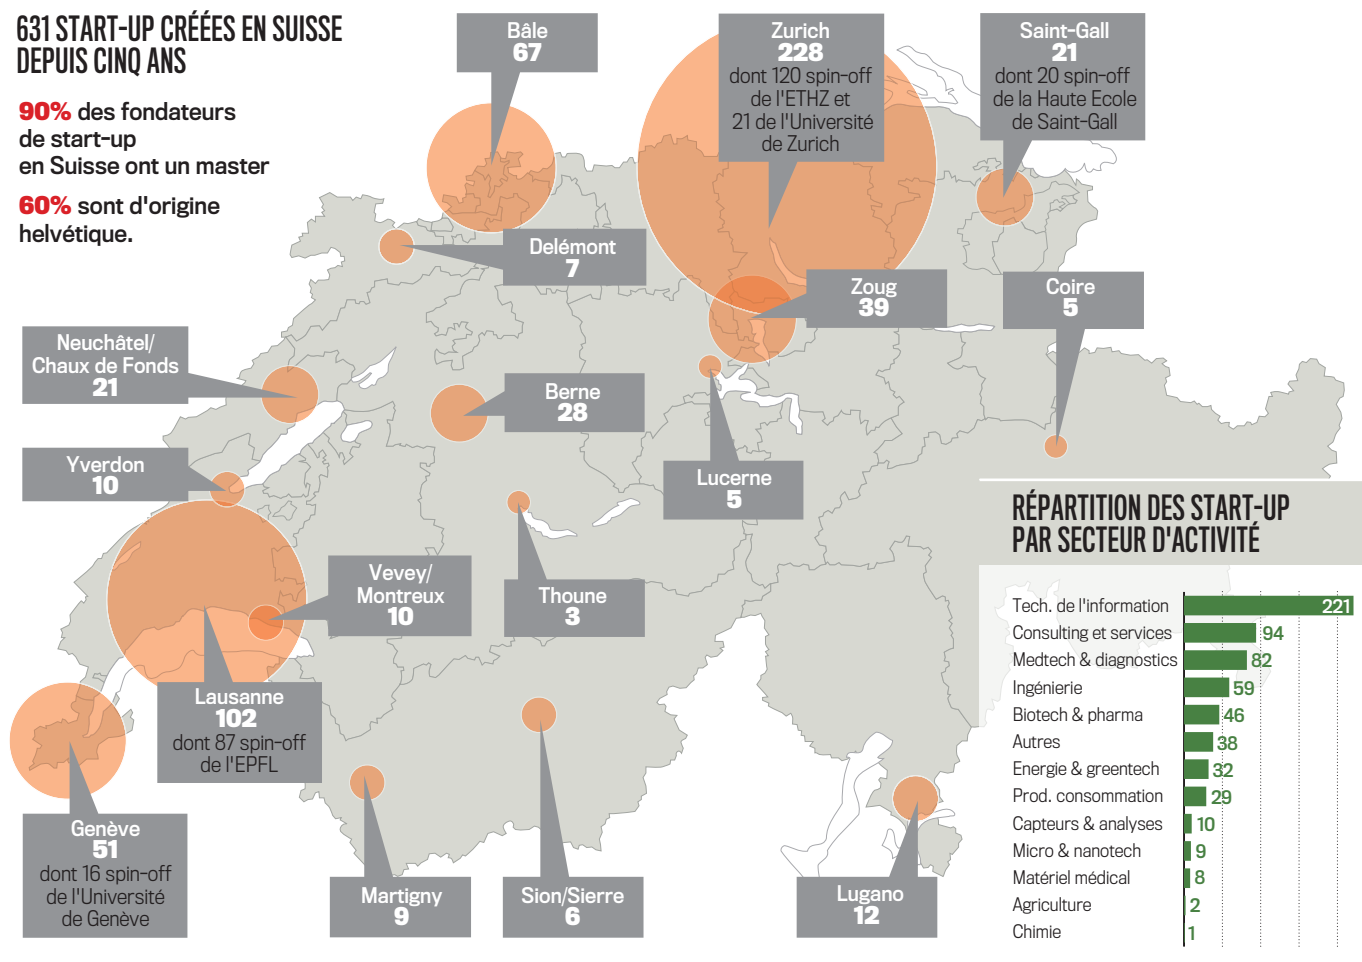 631 START-UP CRÉÉES EN SUISSE
DEPUIS CINQ ANS
90% des fondateurs
de start-up
en Suisse ont un master
60% sont d'origine
helvétique.
Bâle
67
Zurich
228
dont 120 spin-off
de l'ETHZ et
21 de l'Université
de Zurich
Saint-Gall
21
dont 20 spin-off
de la Haute Ecole
de Saint-Gall
Delémont
7
Zoug
39
Coire
5
Neuchâtel/
Chaux de Fonds
21
Berne
28
Yverdon
10
Lucerne
5
Vevey/
Montreux
10
Thoune
3
Lausanne
102
dont 87 spin-off
de l'EPFL
Genève
51
dont 16 spin-off
de l'Université
de Genève
Martigny
9
Sion/Sierre
6
Lugano
12
RÉPARTITION DES START-UP
PAR SECTEUR D'ACTIVITÉ
Tech. de l'information 221
Consulting et services 94
Medtech & diagnostics 82
Ingénierie 59
Biotech & pharma 46
Autres 38
Energie & greentech 32
Prod. consommation 29
Capteurs & analyses 10
Micro & nanotech 9
Matériel médical 8
Agriculture 2
Chimie 1